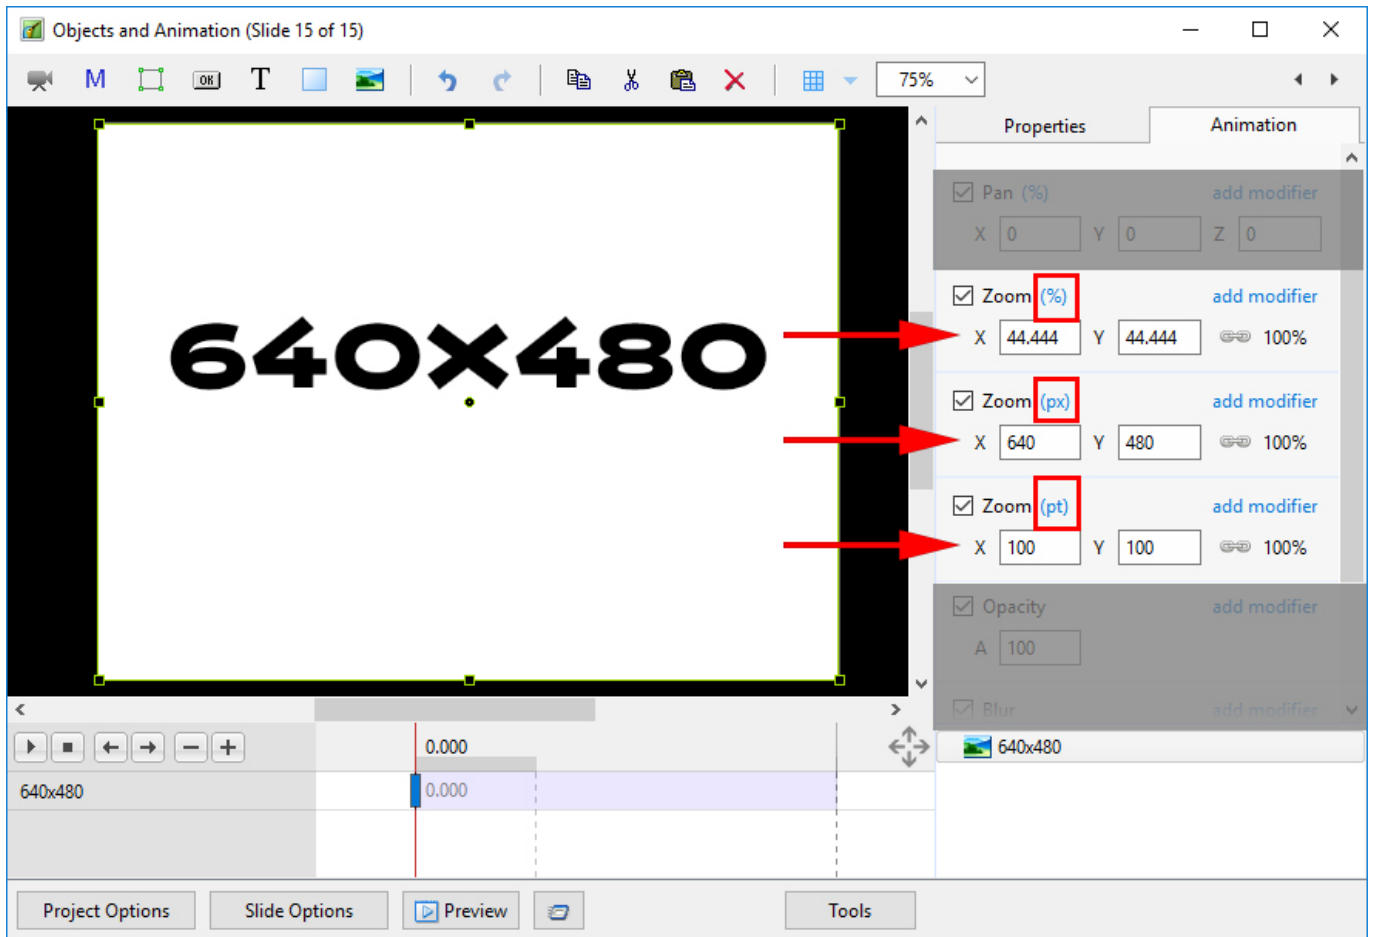 Objects and Animation (Slide 15 of 15)
M OK T 75%
Properties Animation
Pan (%) add modifier
X 0 Y 0 Z 0
Zoom (%) add modifier
X 44.444 Y 44.444 100%
640x480
Zoom (px) add modifier
X 640 Y 480 100%
Zoom (pt) add modifier
X 100 Y 100 100%
Opacity add modifier
A 100
Blur add modifier
0.000
640x480
640x480 0.000
Project Options Slide Options Preview Tools